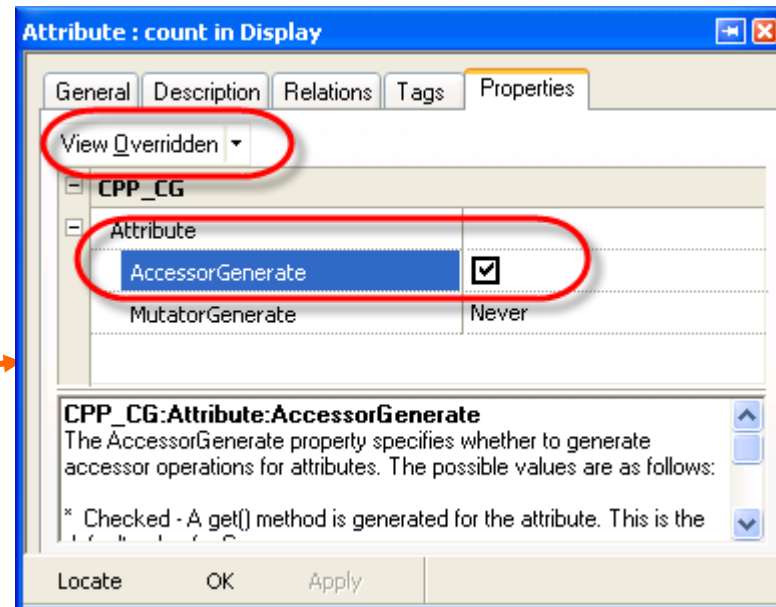 Attribute : count in Display
General Description Relations Tags Properties
View Overridden
CPP_CG
Attribute
AccessorGenerate
MutatorGenerate Never
CPP_CG:Attribute:AccessorGenerate
The AccessorGenerate property specifies whether to generate
accessor operations for attributes. The possible values are as follows:
* Checked - A get() method is generated for the attribute. This is the
Locate OK Apply